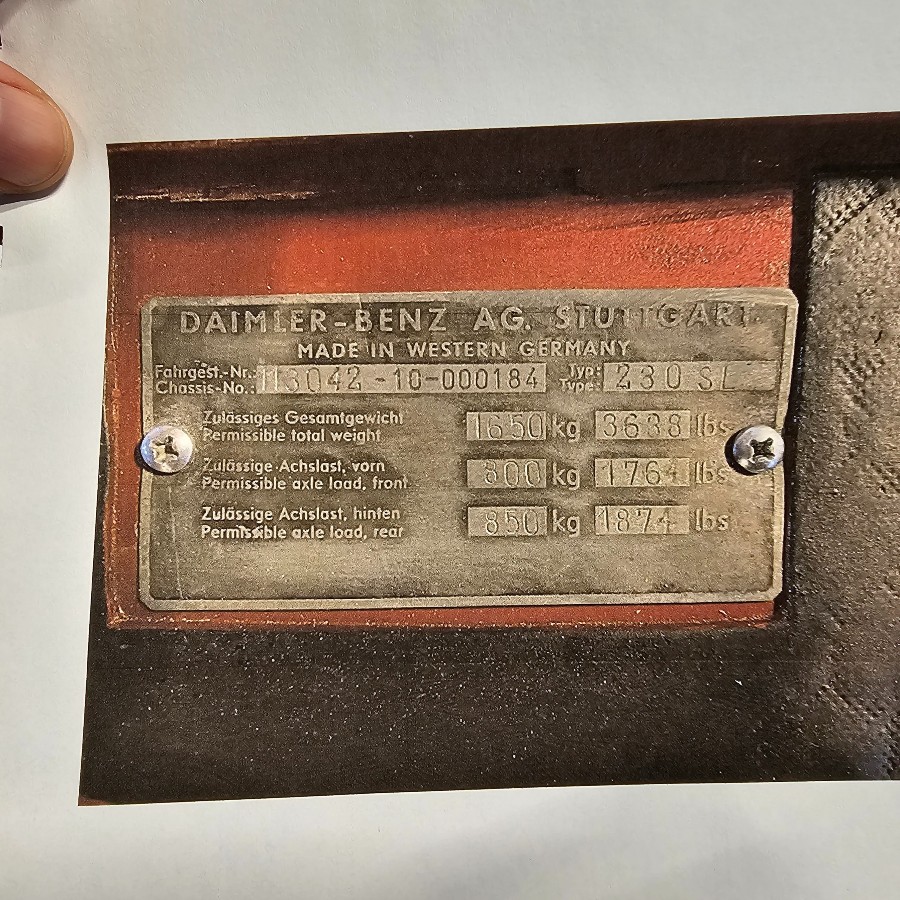 DAIMLER-BENZ AG. STUTTGART
MADE IN WESTERN GERMANY
Fahrgest.-Nr.: 113042-10-000184 Typ: 230 SL
Chassis-No.: Type:
Zulässiges Gesamtgewicht 1650 kg 3638 lbs
Permissible total weight
Zulässige Achslast, vorn 800 kg 1764 lbs
Permissible axle load, front
Zulässige Achslast, hinten 850 kg 1874 lbs
Permissible axle load, rear